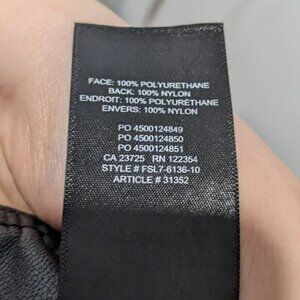 FACE: 100% POLYURETHANE
BACK: 100% NYLON
ENDROIT: 100% POLYURÉTHANE
ENVERS: 100% NYLON
PO 4500124849
PO 4500124850
PO 4500124851
CA 23725 RN 122354
STYLE # FSL7-6136-10
ARTICLE # 31352